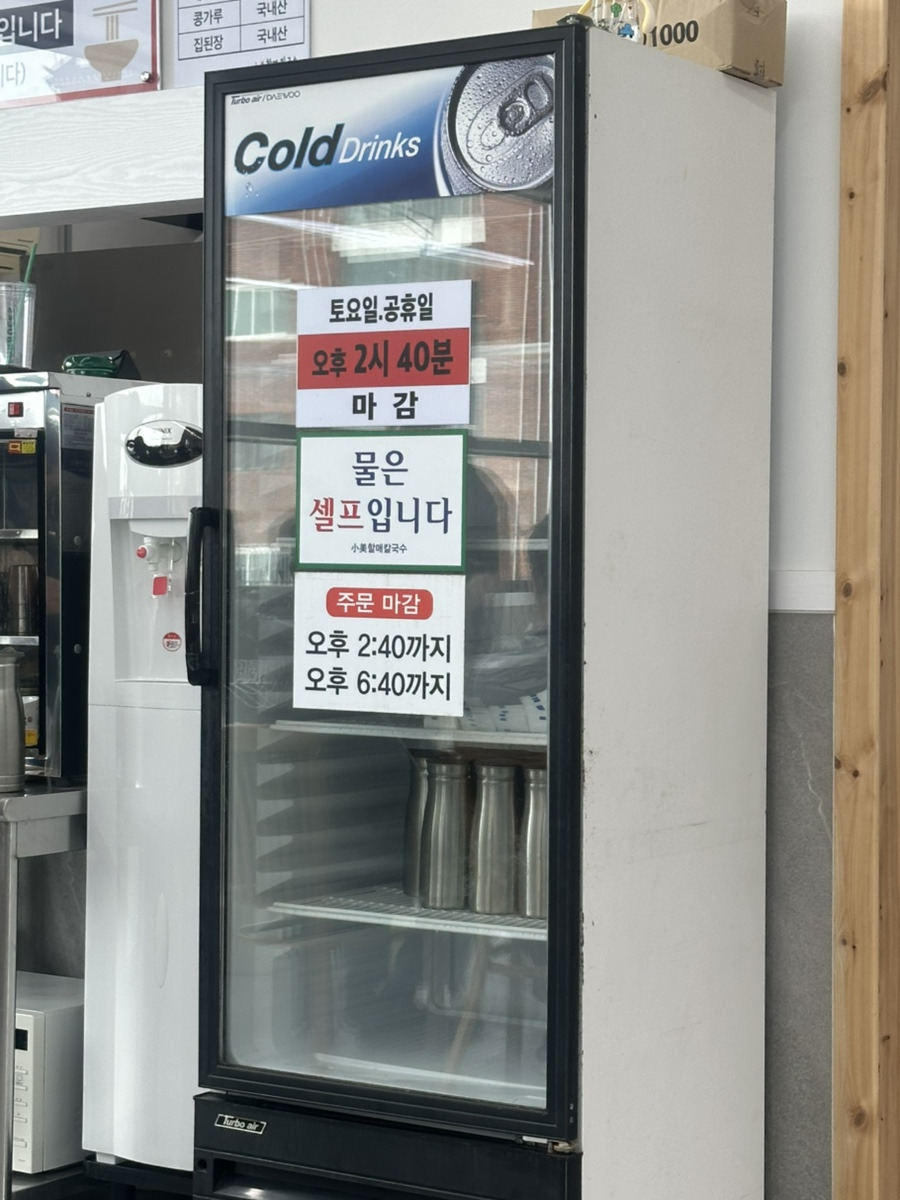 입니다
니다)
콩가루 국내산
집된장 국내산
1000
Turbo air / DAEWOO
Cold Drinks
토요일.공휴일
오후 2시 40분
마 감
물은
셀프입니다
小美할매칼국수
주문 마감
오후 2:40까지
오후 6:40까지
Turbo air